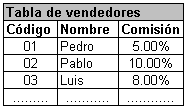 Tabla de vendedores
Código Nombre Comisión
01 Pedro 5.00%
02 Pablo 10.00%
03 Luis 8.00%
......... ........... ...........